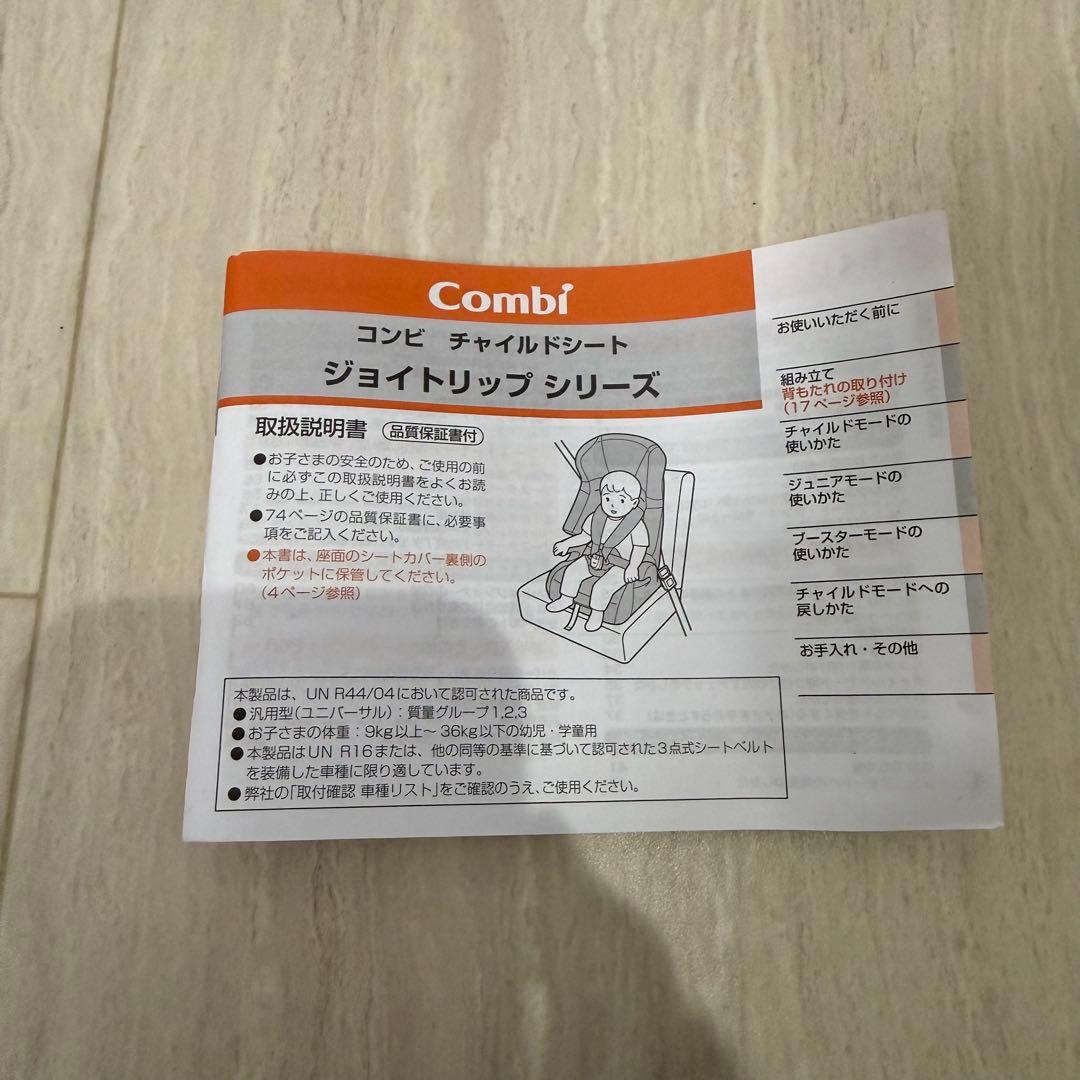 Combi
コンビ チャイルドシート
ジョイトリップ シリーズ
取扱説明書 品質保証書付
●お子さまの安全のため、ご使用の前
に必ずこの取扱説明書をよくお読
みの上、正しくご使用ください。
●74ページの品質保証書に、必要事
項をご記入ください。
●本書は、座面のシートカバー裏側の
ポケットに保管してください。
(4ページ参照)
お使いいただく前に
組み立て
背もたれの取り付け
(17ページ参照)
チャイルドモードの
使いかた
ジュニアモードの
使いかた
ブースターモードの
使いかた
チャイルドモードへの
戻しかた
お手入れ・その他
本製品は、UN R44/04において認可された商品です。
●汎用型(ユニバーサル):質量グループ1,2,3
●お子さまの体重:9kg以上〜36kg以下の幼児・学童用
●本製品はUN R16または、他の同等の基準に基づいて認可された3点式シートベルト
を装備した車種に限り適しています。
●弊社の「取付確認 車種リスト」をご確認のうえ、ご使用ください。